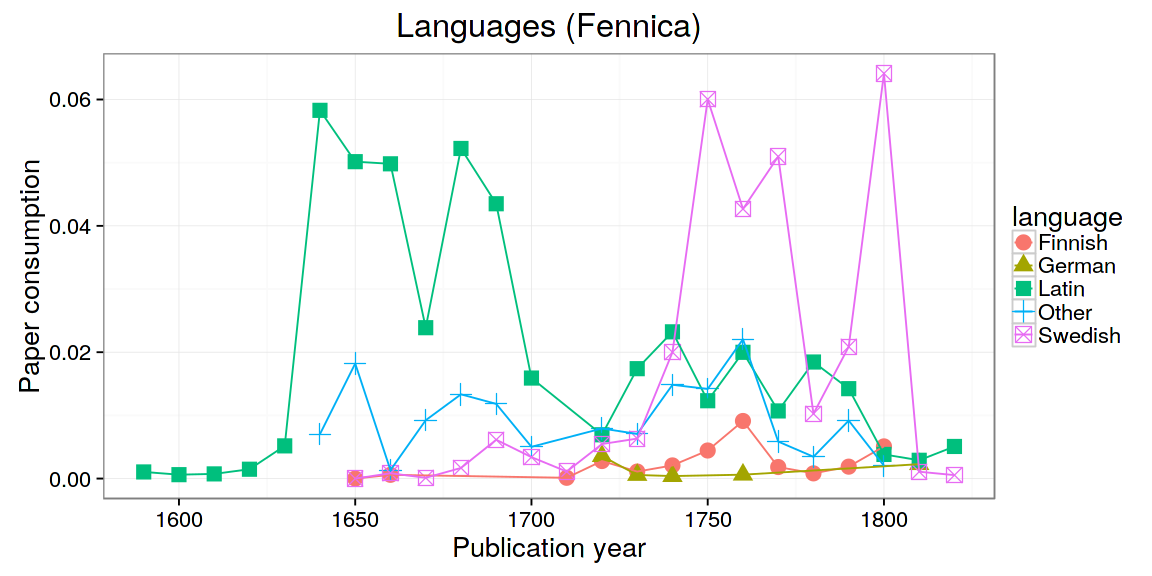 Languages (Fennica)
Paper consumption
0.06
0.04
0.02
0.00
1600 1650 1700 1750 1800
Publication year
language
Finnish
German
Latin
Other
Swedish